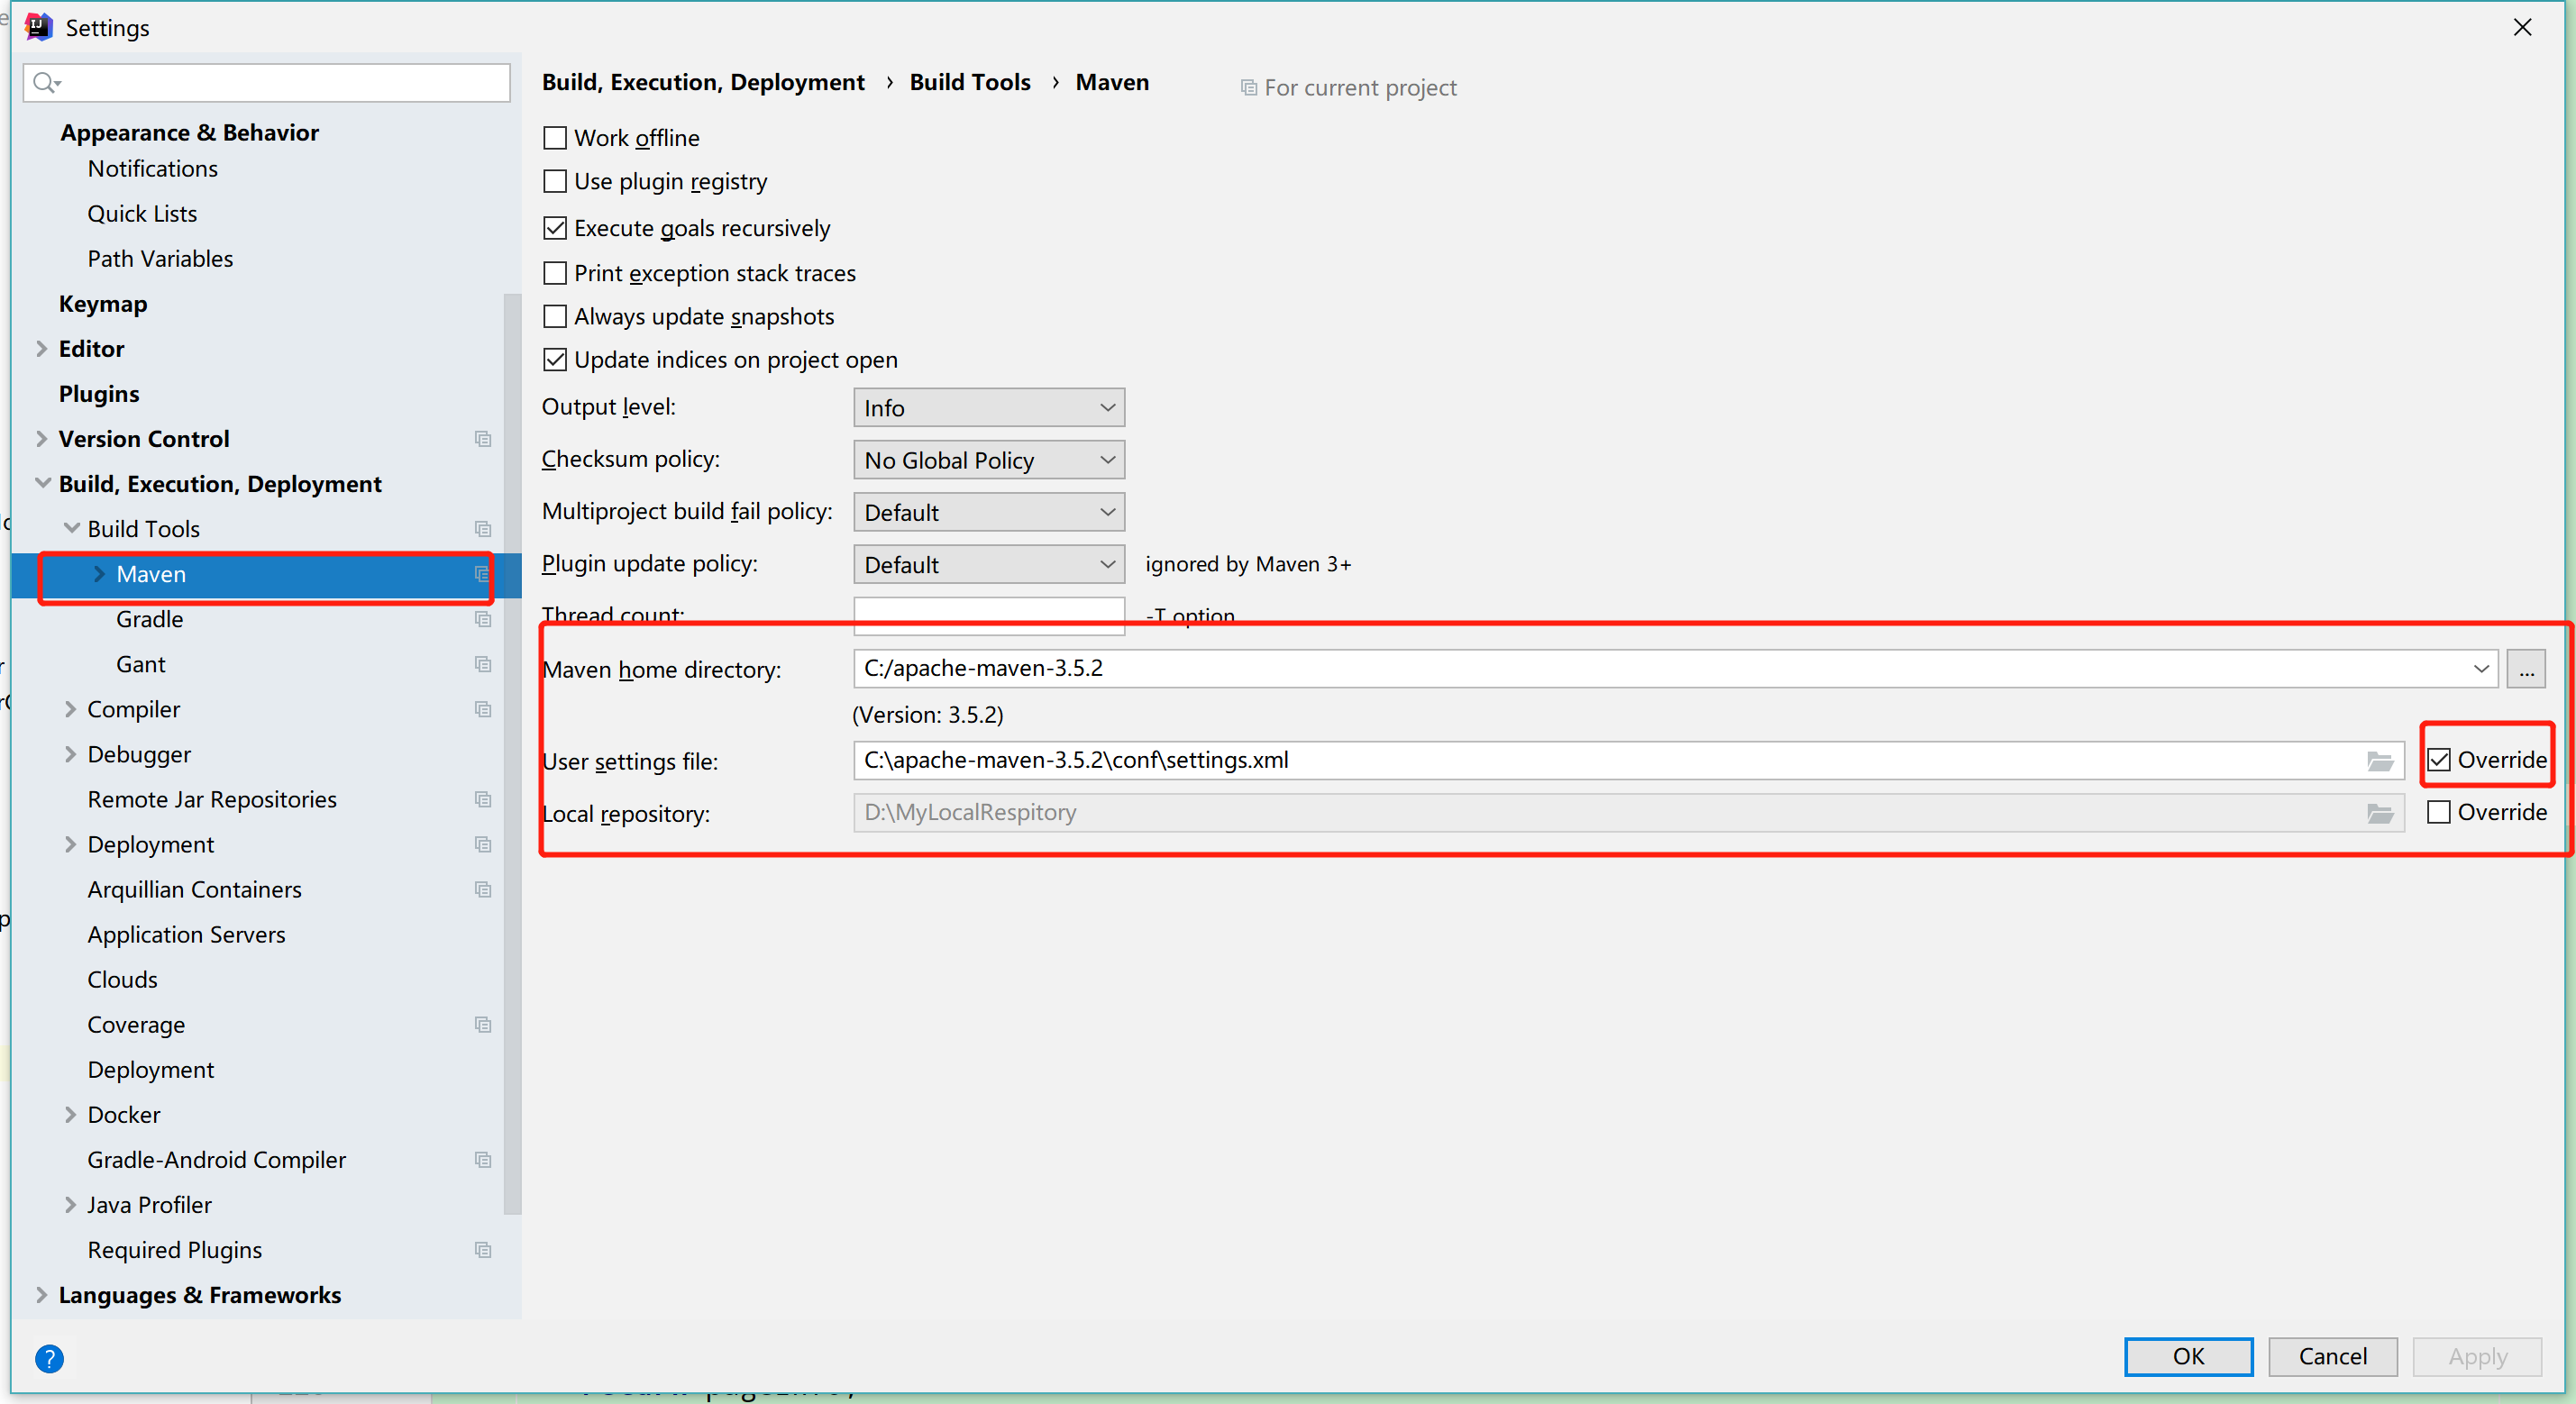 Settings
Appearance & Behavior
Notifications
Quick Lists
Path Variables
Keymap
Editor
Plugins
Version Control
Build, Execution, Deployment
Build Tools
Maven
Gradle
Gant
Compiler
Debugger
Remote Jar Repositories
Deployment
Arquillian Containers
Application Servers
Clouds
Coverage
Deployment
Docker
Gradle-Android Compiler
Java Profiler
Required Plugins
Languages & Frameworks
Build, Execution, Deployment › Build Tools › Maven For current project
Work offline
Use plugin registry
Execute goals recursively
Print exception stack traces
Always update snapshots
Update indices on project open
Output level: Info
Checksum policy: No Global Policy
Multiproject build fail policy: Default
Plugin update policy: Default ignored by Maven 3+
Thread count: -T option
Maven home directory: C:/apache-maven-3.5.2 ...
(Version: 3.5.2)
User settings file: C:\apache-maven-3.5.2\conf\settings.xml Override
Local repository: D:\MyLocalRespitory Override
? OK Cancel Apply